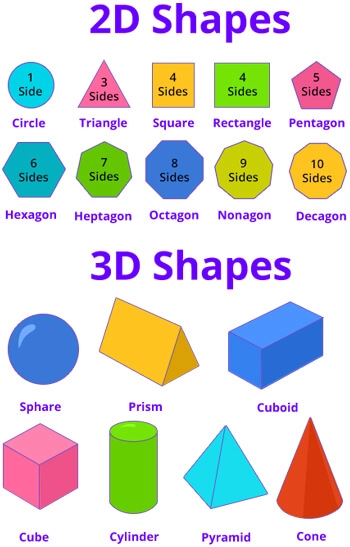 2D Shapes
1
Side
3
Sides
4
Sides
4
Sides
5
Sides
Circle Triangle Square Rectangle Pentagon
6
Sides
7
Sides
8
Sides
9
Sides
10
Sides
Hexagon Heptagon Octagon Nonagon Decagon
3D Shapes
Sphare Prism Cuboid
Cube Cylinder Pyramid Cone